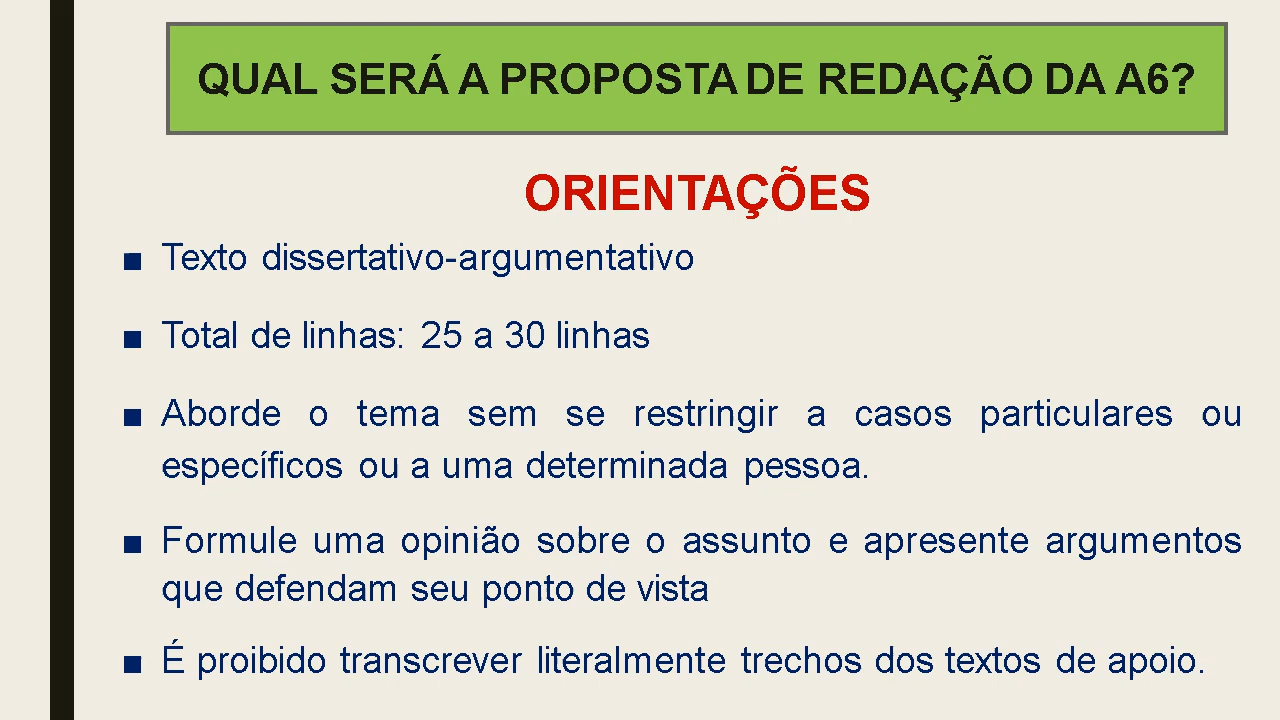 QUAL SERÁ A PROPOSTA DE REDAÇÃO DA A6?
ORIENTAÇÕES
■ Texto dissertativo-argumentativo
■ Total de linhas: 25 a 30 linhas
■ Aborde o tema sem se restringir a casos particulares ou
específicos ou a uma determinada pessoa.
■ Formule uma opinião sobre o assunto e apresente argumentos
que defendam seu ponto de vista
■ É proibido transcrever literalmente trechos dos textos de apoio.